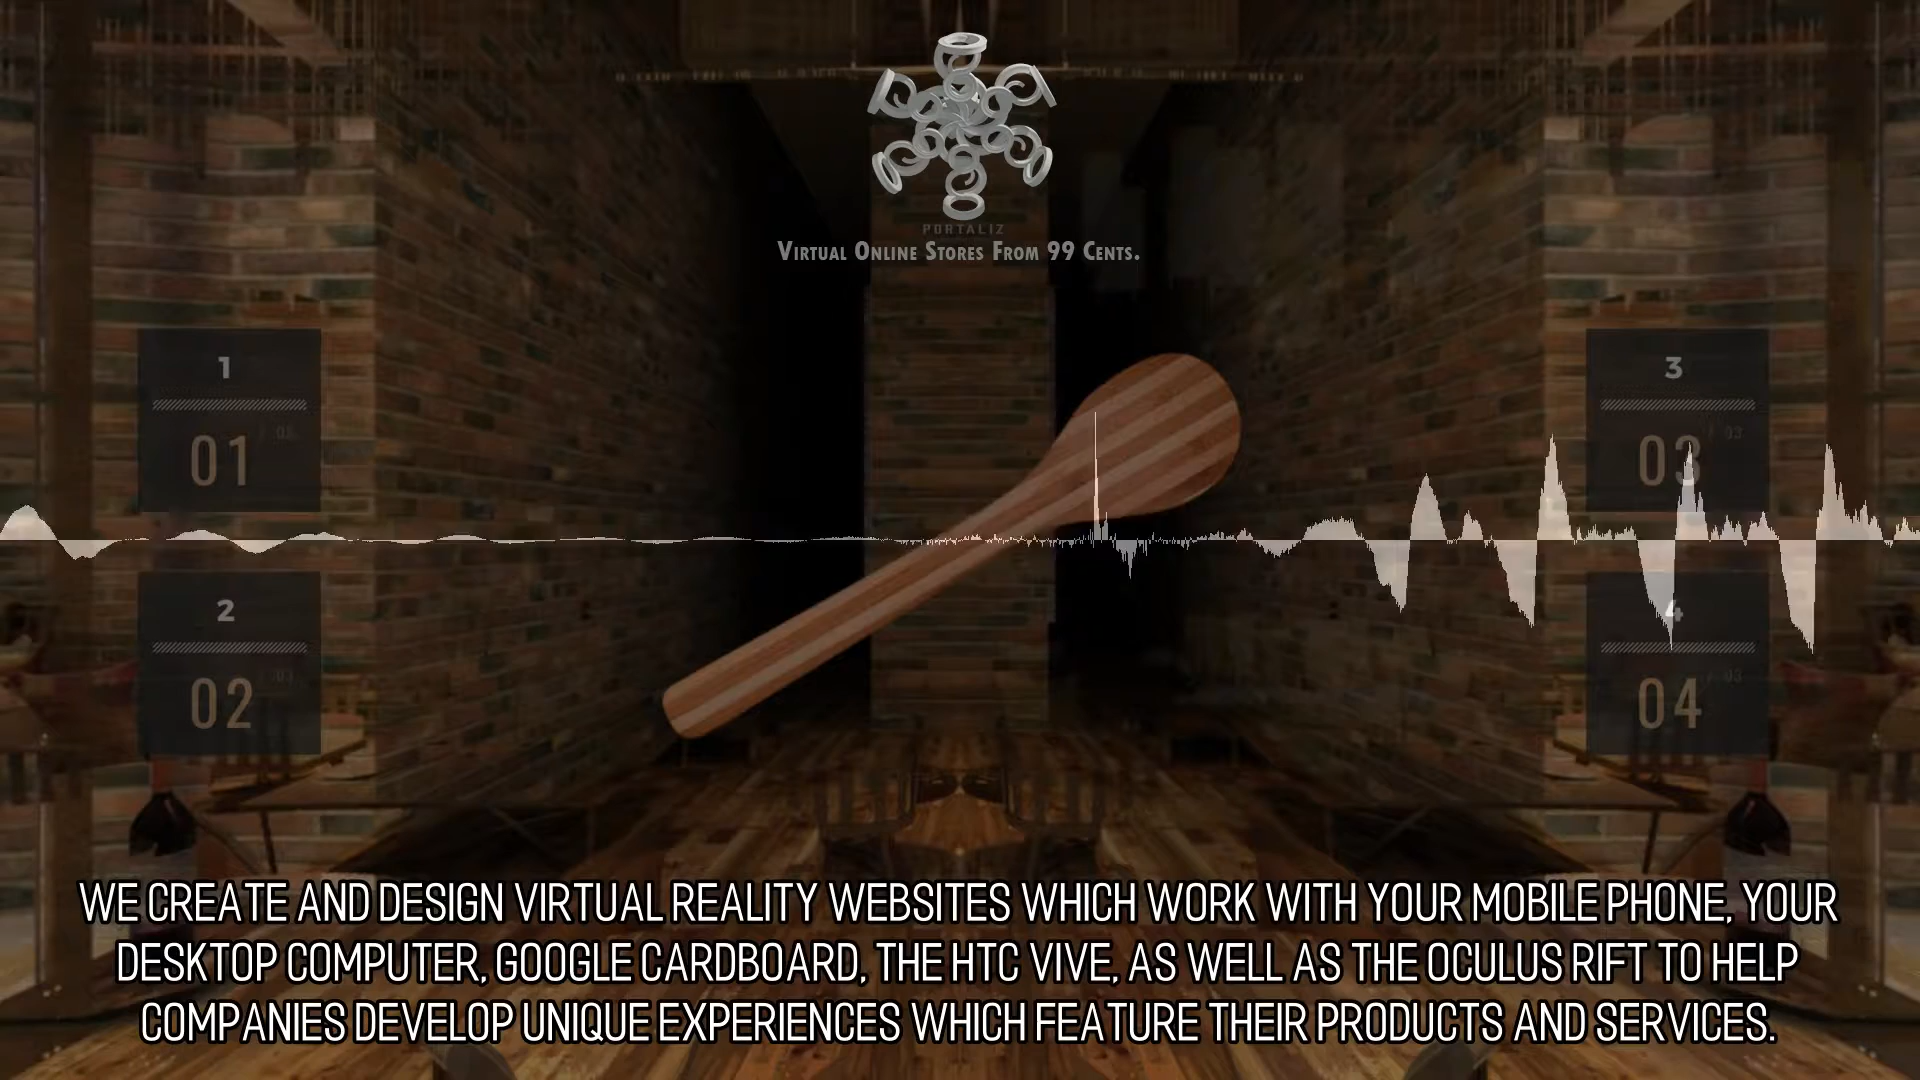 PORTALIZ
Virtual Online Stores From 99 Cents.
1
01
2
02
3
03
4
04
WE CREATE AND DESIGN VIRTUAL REALITY WEBSITES WHICH WORK WITH YOUR MOBILE PHONE, YOUR
DESKTOP COMPUTER, GOOGLE CARDBOARD, THE HTC VIVE, AS WELL AS THE OCULUS RIFT TO HELP
COMPANIES DEVELOP UNIQUE EXPERIENCES WHICH FEATURE THEIR PRODUCTS AND SERVICES.